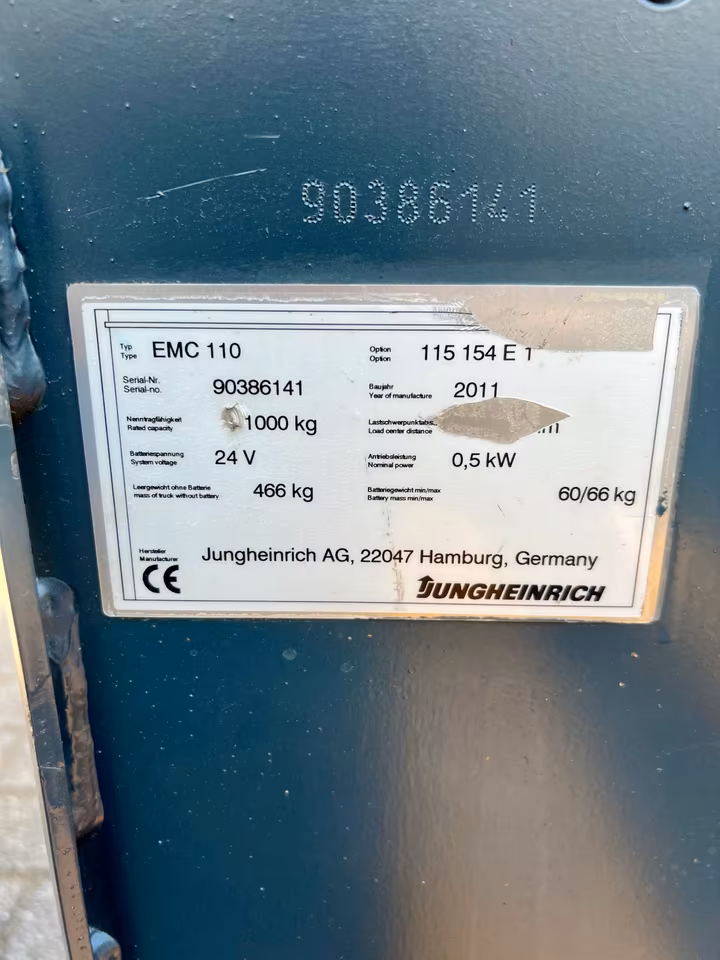 90386141
Typ
Type
EMC 110
Option
Option
115 154 E 1
Serial-Nr.
Serial-no.
90386141
Baujahr
Year of manufacture
2011
Nenntragfähigkeit
Rated capacity
1000 kg
Load center distance
Batteriespannung
System voltage
24 V
Antriebsleistung
Nominal power
0,5 kW
Leergewicht ohne Batterie
mass of truck without battery
466 kg
Batteriegewicht min/max
Battery mass min/max
60/66 kg
Hersteller
Manufacturer
Jungheinrich AG, 22047 Hamburg, Germany
CE
JUNGHEINRICH